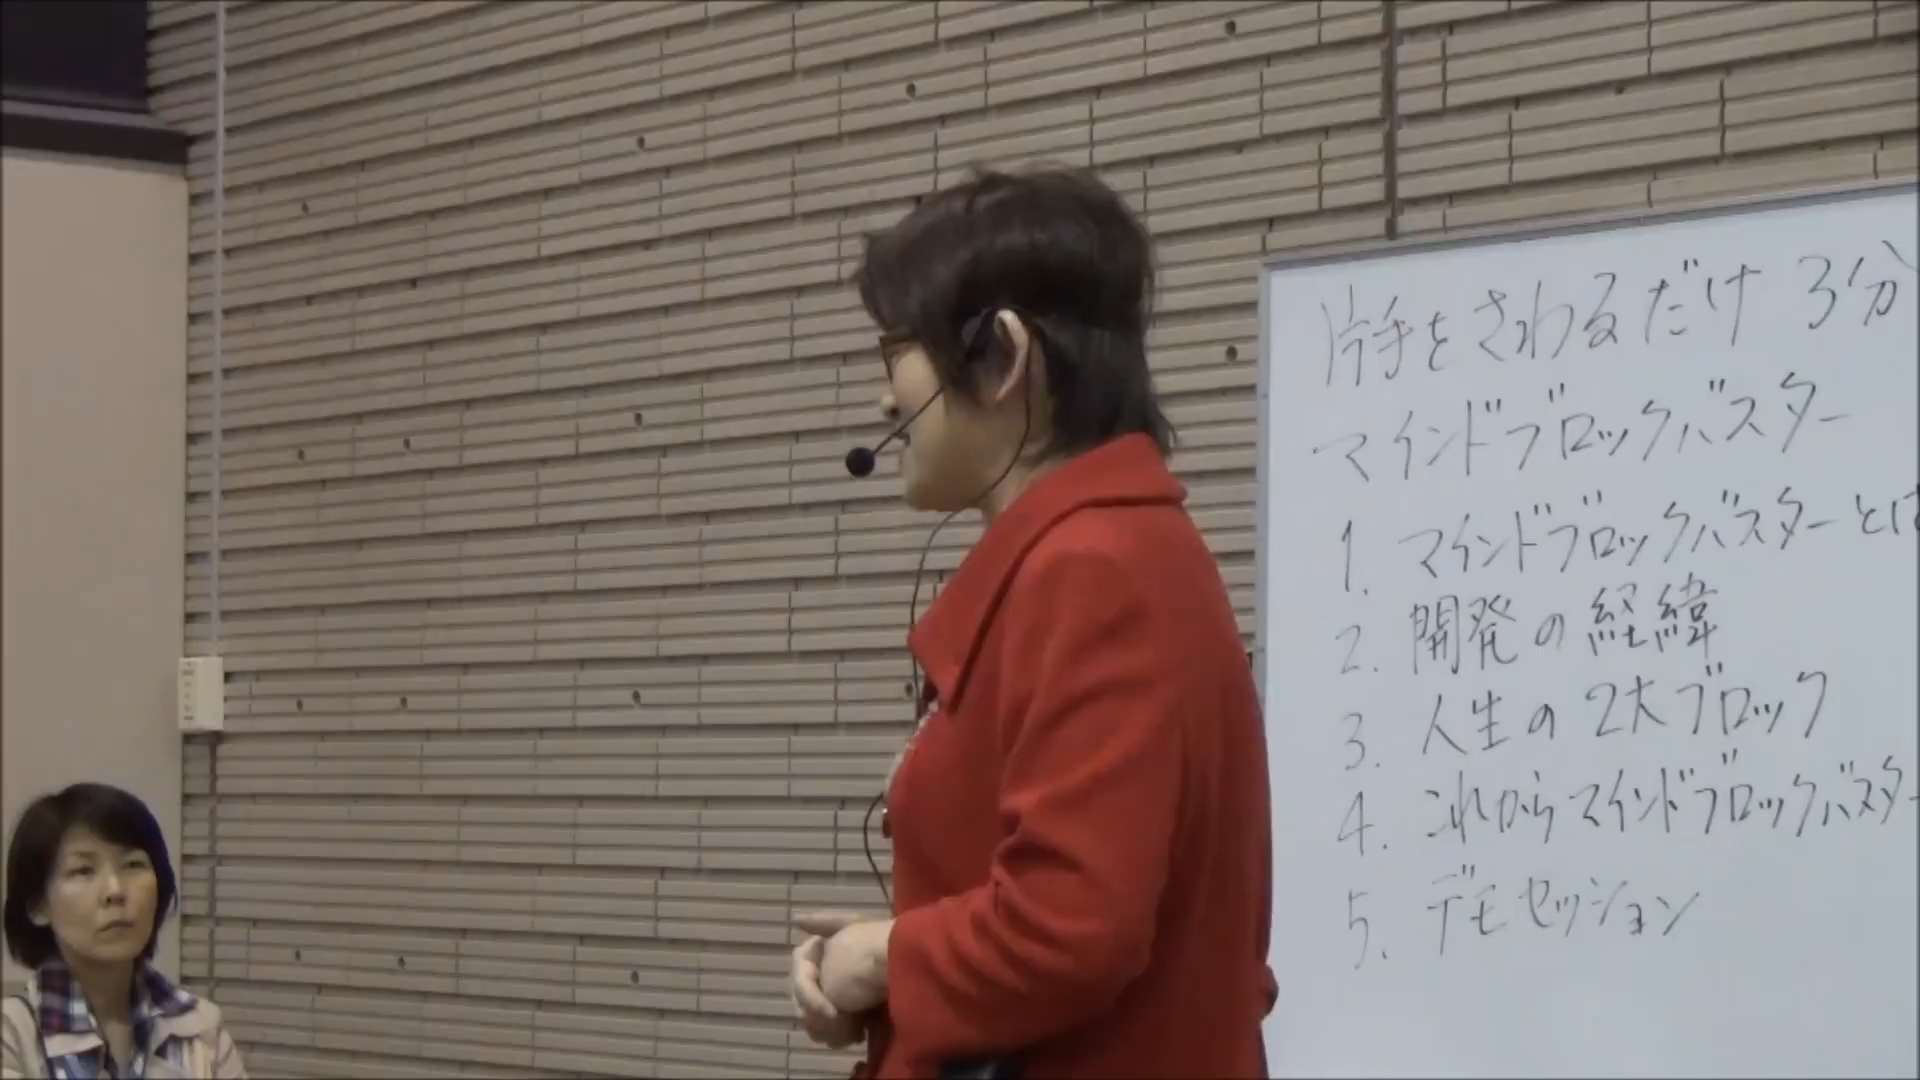 片手をさわるだけ 3分
マインドブロックバスター
1. マインドブロックバスターとは
2. 開発の経緯
3. 人生の2大ブロック
4. これからマインドブロックバスター
5. デモセッション